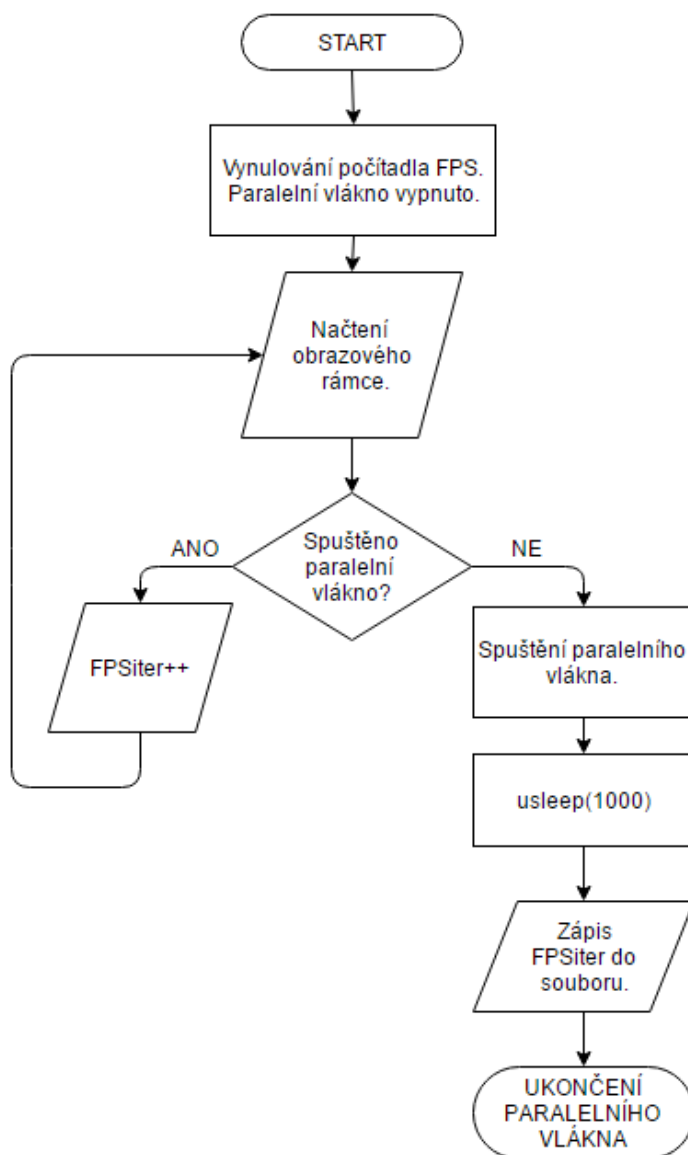 START
Vynulování počítadla FPS.
Paralelní vlákno vypnuto.
Načtení
obrazového
rámce.
Spuštěno
paralelní
vlákno?
ANO
NE
FPSiter++
Spuštění paralelního
vlákna.
usleep(1000)
Zápis
FPSiter do
souboru.
UKONČENÍ
PARALELNÍHO
VLÁKNA